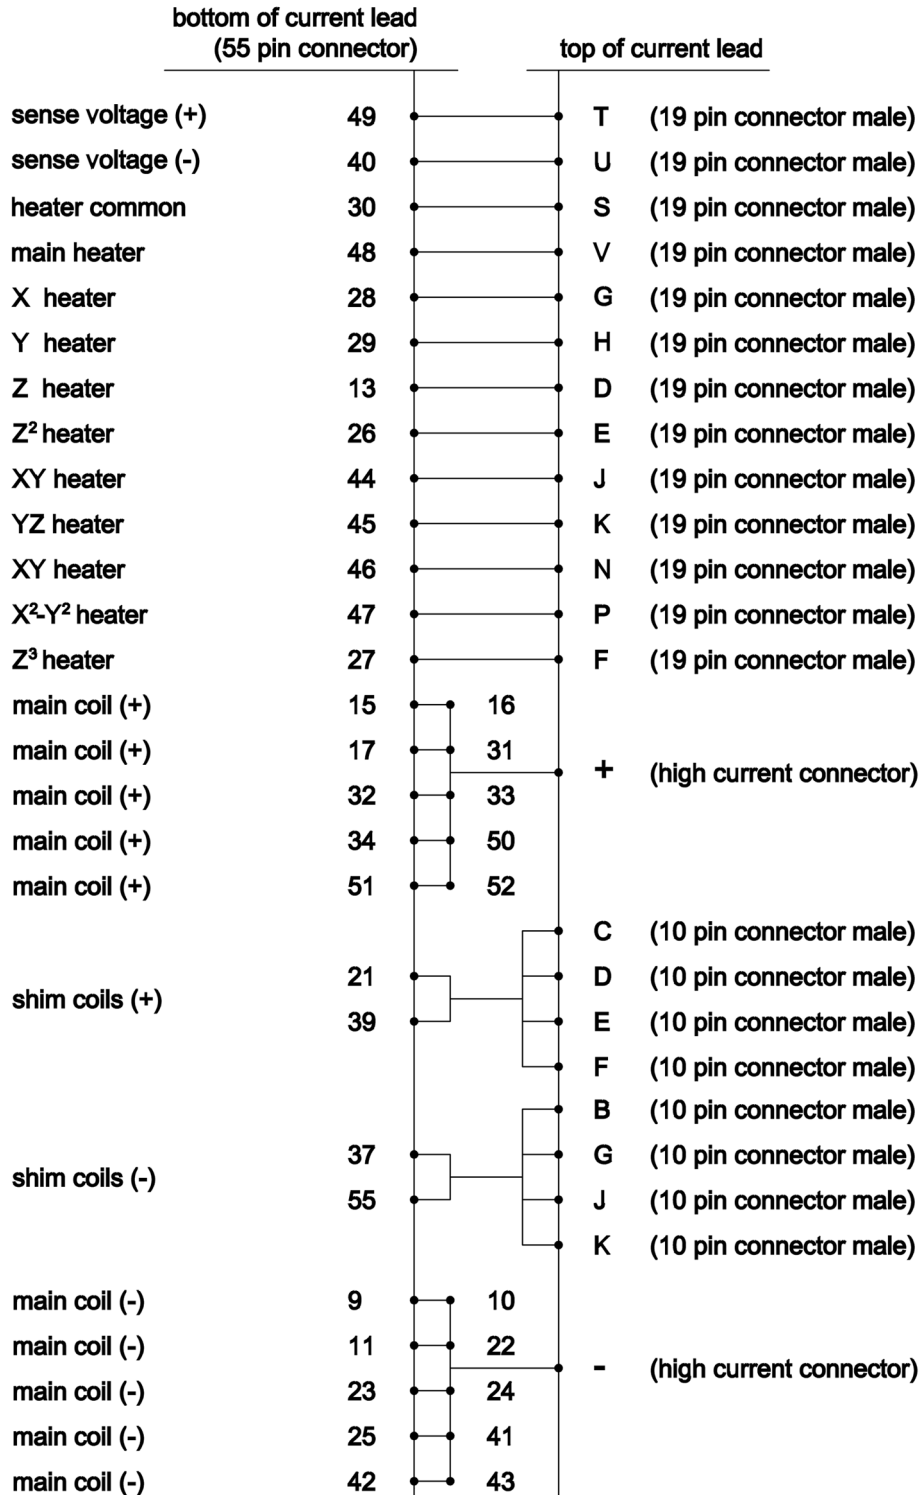 bottom of current lead
(55 pin connector) top of current lead
sense voltage (+) 49 T (19 pin connector male)
sense voltage (-) 40 U (19 pin connector male)
heater common 30 S (19 pin connector male)
main heater 48 V (19 pin connector male)
X heater 28 G (19 pin connector male)
Y heater 29 H (19 pin connector male)
Z heater 13 D (19 pin connector male)
Z² heater 26 E (19 pin connector male)
XY heater 44 J (19 pin connector male)
YZ heater 45 K (19 pin connector male)
XY heater 46 N (19 pin connector male)
X²-Y² heater 47 P (19 pin connector male)
Z³ heater 27 F (19 pin connector male)
main coil (+) 15 16
main coil (+) 17 31
+ (high current connector)
main coil (+) 32 33
main coil (+) 34 50
main coil (+) 51 52
C (10 pin connector male)
21 D (10 pin connector male)
shim coils (+)
39 E (10 pin connector male)
F (10 pin connector male)
B (10 pin connector male)
37 G (10 pin connector male)
shim coils (-)
55 J (10 pin connector male)
K (10 pin connector male)
main coil (-) 9 10
main coil (-) 11 22
- (high current connector)
main coil (-) 23 24
main coil (-) 25 41
main coil (-) 42 43